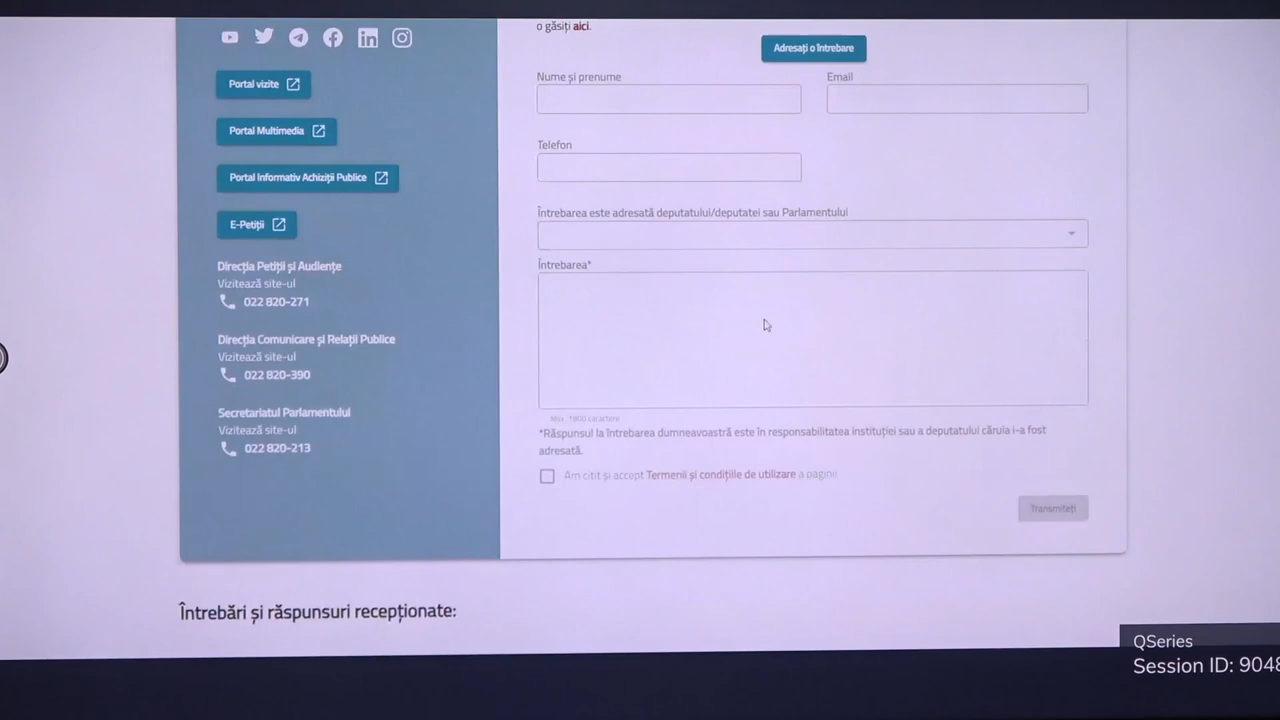 o găsiți aici.
Adresați o întrebare
Nume și prenume
Email
Telefon
Întrebarea este adresată deputatului/deputatei sau Parlamentului
Întrebarea*
Max. 1800 caractere
*Răspunsul la întrebarea dumneavoastră este în responsabilitatea instituției sau a deputatului căruia i-a fost
adresată.
Am citit și accept Termenii și condițiile de utilizare a paginii
Transmiteți
Portal vizite
Portal Multimedia
Portal Informativ Achiziții Publice
E-Petiții
Direcția Petiții și Audiențe
Vizitează site-ul
022 820-271
Direcția Comunicare și Relații Publice
Vizitează site-ul
022 820-390
Secretariatul Parlamentului
Vizitează site-ul
022 820-213
Întrebări și răspunsuri recepționate:
QSeries
Session ID: 9048